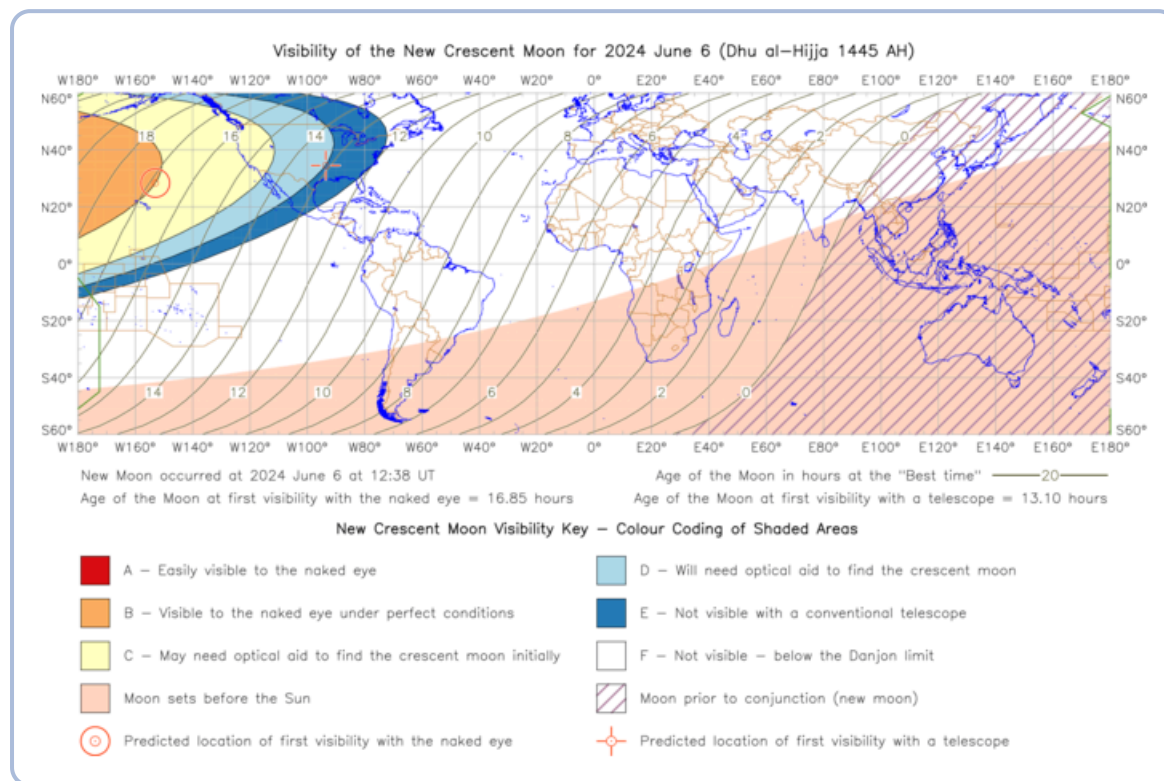 Visibility of the New Crescent Moon for 2024 June 6 (Dhu al-Hijja 1445 AH)
W180° W160° W140° W120° W100° W80° W60° W40° W20° 0° E20° E40° E60° E80° E100° E120° E140° E160° E180°
N60° N60°
18 16 14 12 10 8 6 4 2 0
N40° N40°
N20° N20°
0° 0°
S20° S20°
S40° S40°
14 12 10 8 6 4 2 0
S60° S60°
W180° W160° W140° W120° W100° W80° W60° W40° W20° 0° E20° E40° E60° E80° E100° E120° E140° E160° E180°
New Moon occurred at 2024 June 6 at 12:38 UT Age of the Moon in hours at the "Best time" 20
Age of the Moon at first visibility with the naked eye = 16.85 hours Age of the Moon at first visibility with a telescope = 13.10 hours
New Crescent Moon Visibility Key – Colour Coding of Shaded Areas
A – Easily visible to the naked eye D – Will need optical aid to find the crescent moon
B – Visible to the naked eye under perfect conditions E – Not visible with a conventional telescope
C – May need optical aid to find the crescent moon initially F – Not visible – below the Danjon limit
Moon sets before the Sun Moon prior to conjunction (new moon)
Predicted location of first visibility with the naked eye Predicted location of first visibility with a telescope